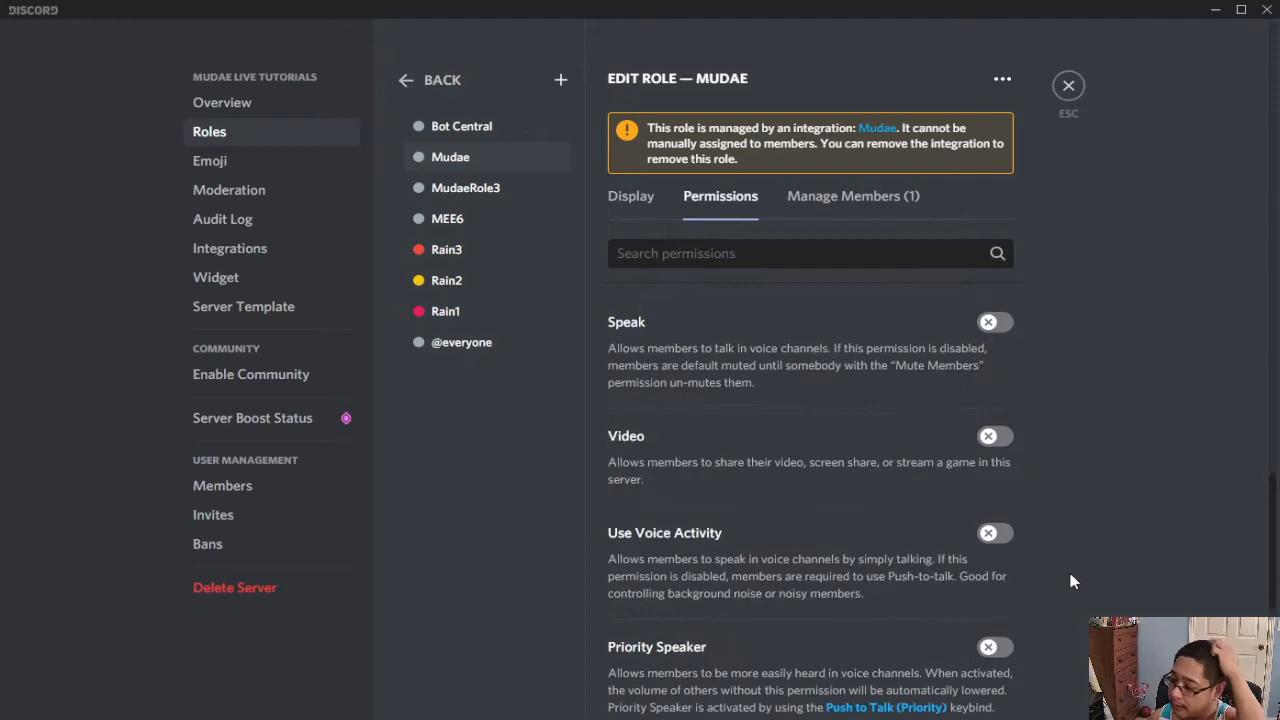 DISCORD
MUDAE LIVE TUTORIALS
Overview
Roles
Emoji
Moderation
Audit Log
Integrations
Widget
Server Template
COMMUNITY
Enable Community
Server Boost Status
USER MANAGEMENT
Members
Invites
Bans
Delete Server
BACK
Bot Central
Mudae
MudaeRole3
MEE6
Rain3
Rain2
Rain1
@everyone
EDIT ROLE — MUDAE
This role is managed by an integration: Mudae. It cannot be
manually assigned to members. You can remove the integration to
remove this role.
Display Permissions Manage Members (1)
Search permissions
Speak
Allows members to talk in voice channels. If this permission is disabled,
members are default muted until somebody with the “Mute Members”
permission un-mutes them.
Video
Allows members to share their video, screen share, or stream a game in this
server.
Use Voice Activity
Allows members to speak in voice channels by simply talking. If this
permission is disabled, members are required to use Push-to-talk. Good for
controlling background noise or noisy members.
Priority Speaker
Allows members to be more easily heard in voice channels. When activated,
the volume of others without this permission will be automatically lowered.
Priority Speaker is activated by using the Push to Talk (Priority) keybind.
ESC